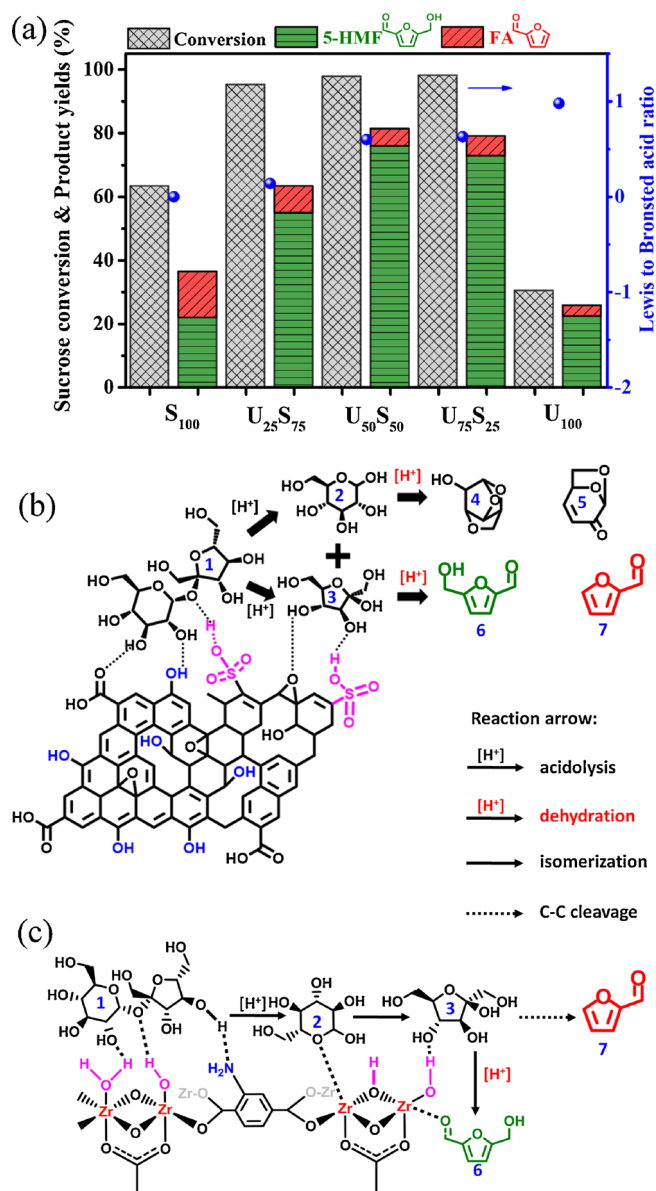 (a)
Conversion 5-HMF FA
O OH O
Sucrose conversion & Product yields (%)
100
80
60
40
20
0
S100 U25S75 U50S50 U75S25 U100
1
0
-1
-2
Lewis to Bronsted acid ratio
(b)
[H+] 2 [H+] 4 5
1 + 
[H+] 3 [H+] 6 7
Reaction arrow:
[H+] acidolysis
[H+] dehydration
isomerization
C-C cleavage
(c)
1 [H+] 2 3 7
H2N
Zr-O O-Zr
Zr Zr Zr Zr
[H+]
6